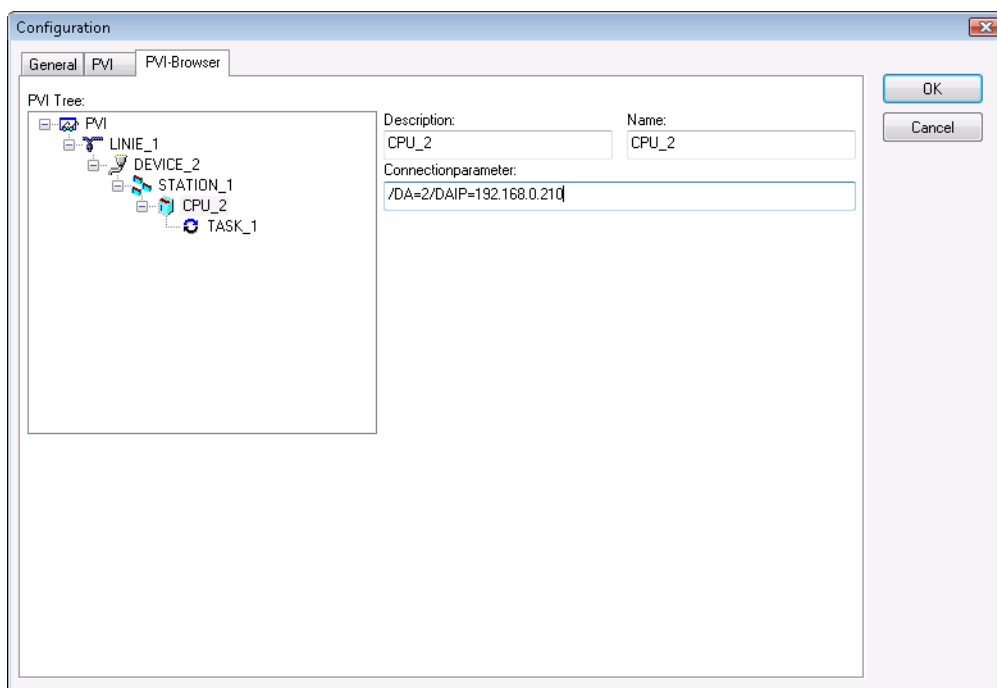 Configuration
General PVI PVI-Browser
OK
Cancel
PVI Tree:
PVI
LINIE_1
DEVICE_2
STATION_1
CPU_2
TASK_1
Description:
CPU_2
Name:
CPU_2
Connectionparameter:
/DA=2/DAIP=192.168.0.210